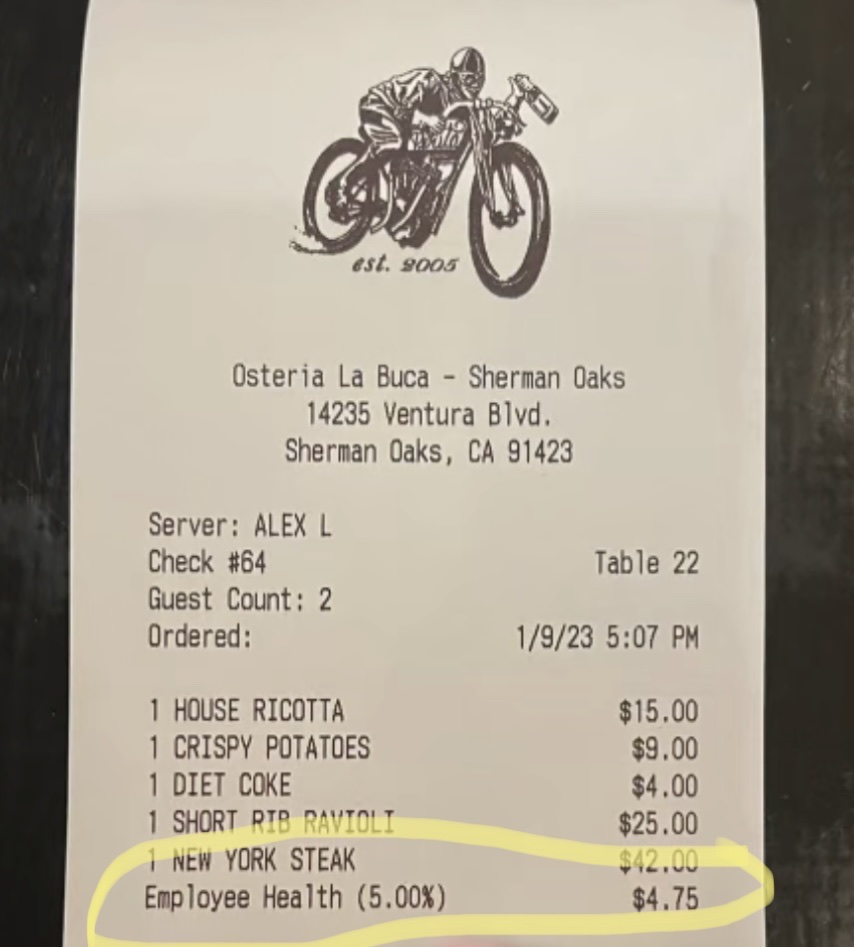 est. 2005
Osteria La Buca - Sherman Oaks
14235 Ventura Blvd.
Sherman Oaks, CA 91423
Server: ALEX L
Check #64 Table 22
Guest Count: 2
Ordered: 1/9/23 5:07 PM
1 HOUSE RICOTTA $15.00
1 CRISPY POTATOES $9.00
1 DIET COKE $4.00
1 SHORT RIB RAVIOLI $25.00
1 NEW YORK STEAK $42.00
Employee Health (5.00%) $4.75